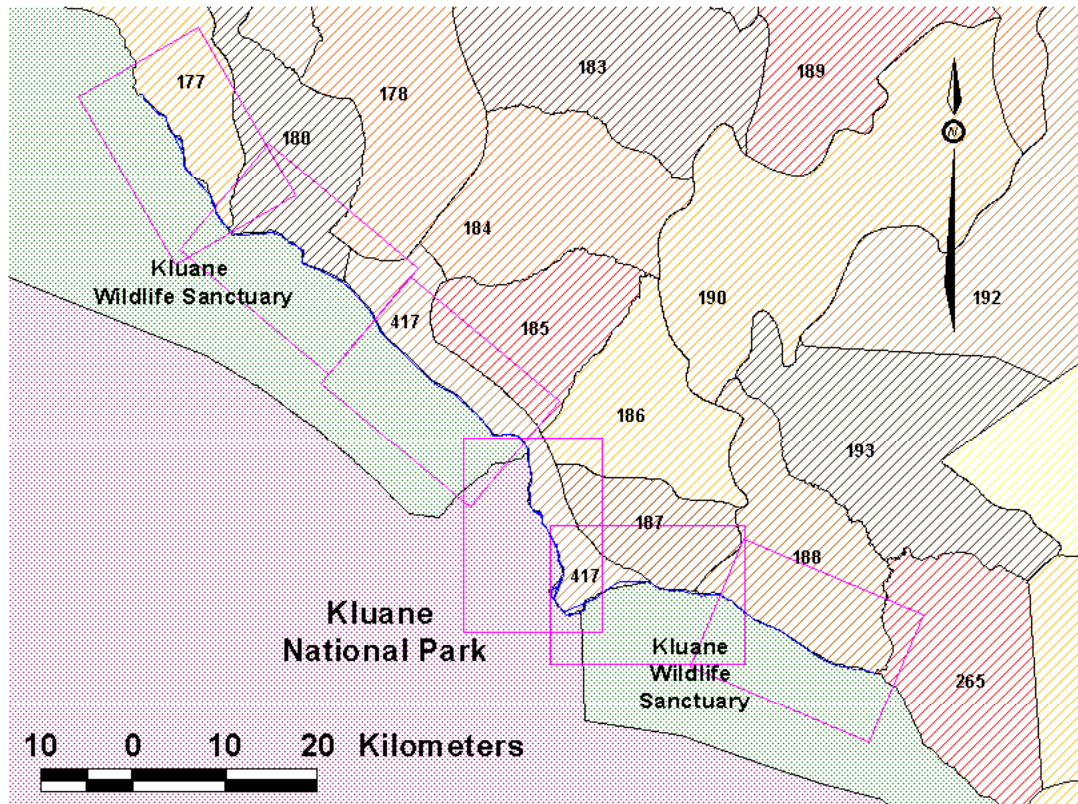 183
189
177
178
180
184
Kluane
Wildlife Sanctuary
190
192
417
185
186
193
187
188
417
Kluane
National Park
Kluane
Wildlife
Sanctuary
265
10 0 10 20 Kilometers
N